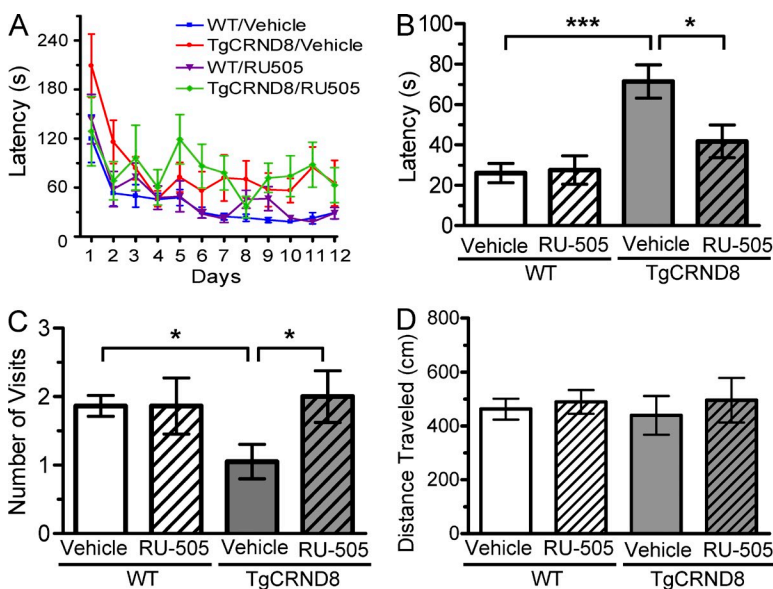 A
WT/Vehicle
TgCRND8/Vehicle
WT/RU505
TgCRND8/RU505
Latency (s)
240
180
120
60
0
1 2 3 4 5 6 7 8 9 10 11 12
Days
B
*** *
Latency (s)
100
80
60
40
20
0
Vehicle RU-505 Vehicle RU-505
WT TgCRND8
C
* *
Number of Visits
3
2
1
0
Vehicle RU-505 Vehicle RU-505
WT TgCRND8
D
Distance Traveled (cm)
800
600
400
200
0
Vehicle RU-505 Vehicle RU-505
WT TgCRND8